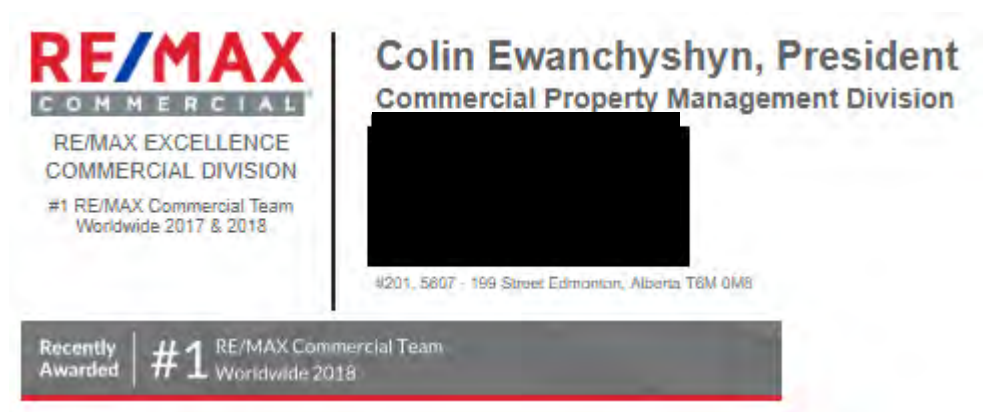 RE/MAX
COMMERCIAL
RE/MAX EXCELLENCE
COMMERCIAL DIVISION
#1 RE/MAX Commercial Team
Worldwide 2017 & 2018
Colin Ewanchyshyn, President
Commercial Property Management Division
#201, 5607 - 199 Street Edmonton, Alberta T6M 0M8
Recently
Awarded
#1
RE/MAX Commercial Team
Worldwide 2018